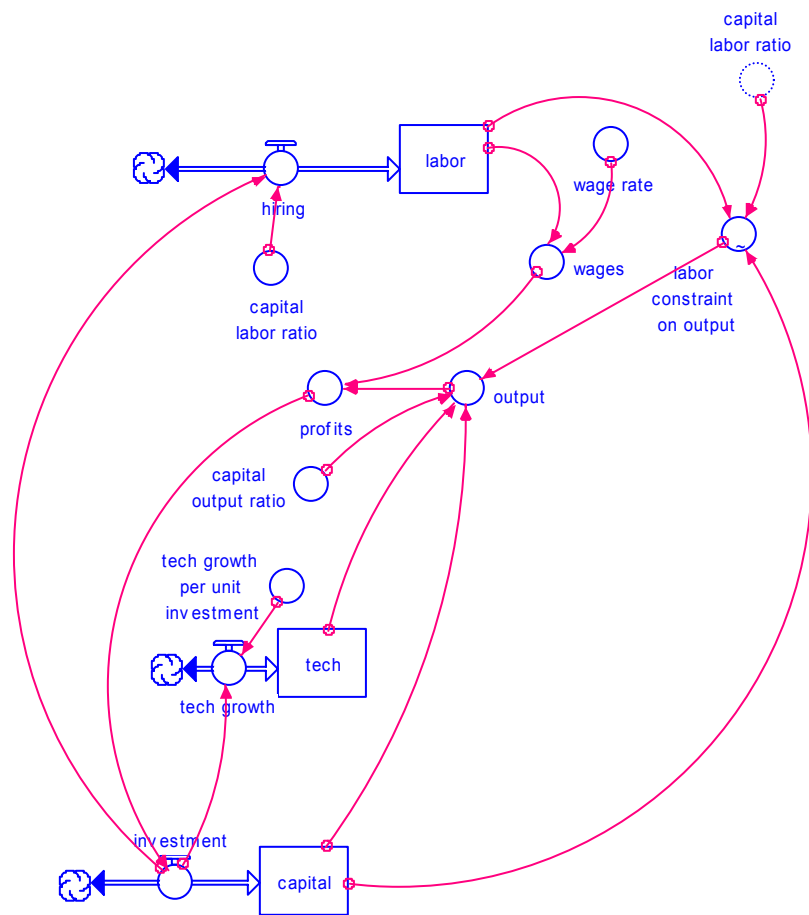 capital
labor ratio
labor
wage rate
hiring
wages
labor
constraint
on output
~
capital
labor ratio
output
profits
capital
output ratio
tech growth
per unit
investment
tech
tech growth
investment
capital